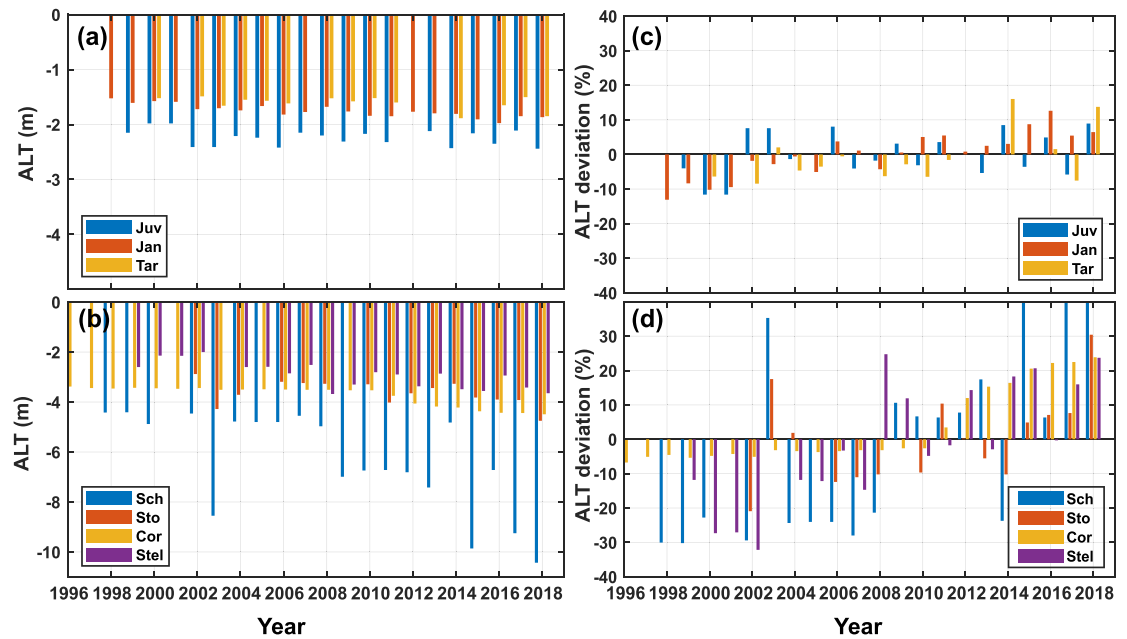 (a)
ALT (m)
0
-1
-2
-3
-4
Juv
Jan
Tar
(c)
ALT deviation (%)
40
30
20
10
0
-10
-20
-30
-40
Juv
Jan
Tar
(b)
ALT (m)
0
-2
-4
-6
-8
-10
Sch
Sto
Cor
Stel
1996 1998 2000 2002 2004 2006 2008 2010 2012 2014 2016 2018
Year
(d)
ALT deviation (%)
30
20
10
0
-10
-20
-30
-40
Sch
Sto
Cor
Stel
1996 1998 2000 2002 2004 2006 2008 2010 2012 2014 2016 2018
Year